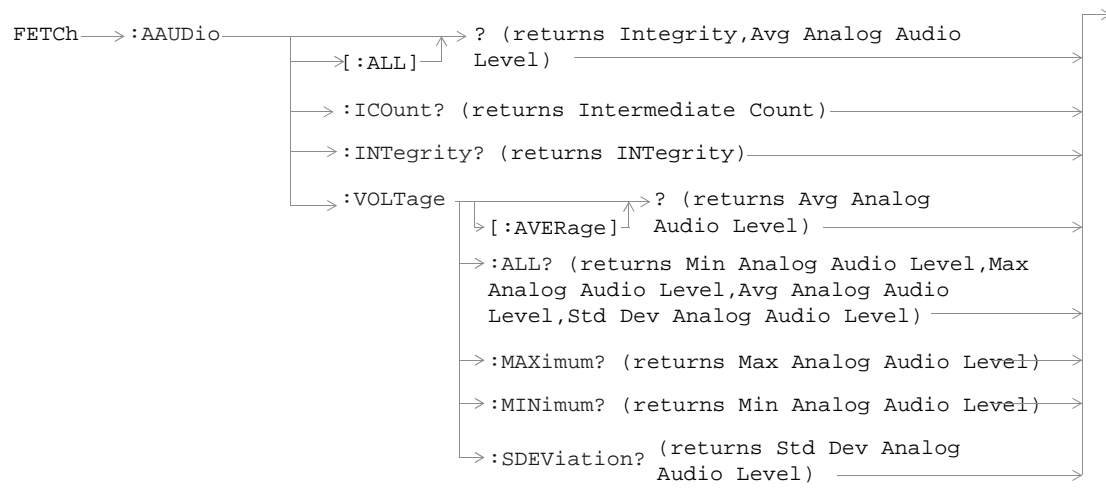 FETCh :AAUDio ? (returns Integrity,Avg Analog Audio
[:ALL] Level)
:ICOunt? (returns Intermediate Count)
:INTegrity? (returns INTegrity)
:VOLTage ? (returns Avg Analog
[:AVERage] Audio Level)
:ALL? (returns Min Analog Audio Level,Max
Analog Audio Level,Avg Analog Audio
Level,Std Dev Analog Audio Level)
:MAXimum? (returns Max Analog Audio Level)
:MINimum? (returns Min Analog Audio Level)
:SDEViation? (returns Std Dev Analog
Audio Level)